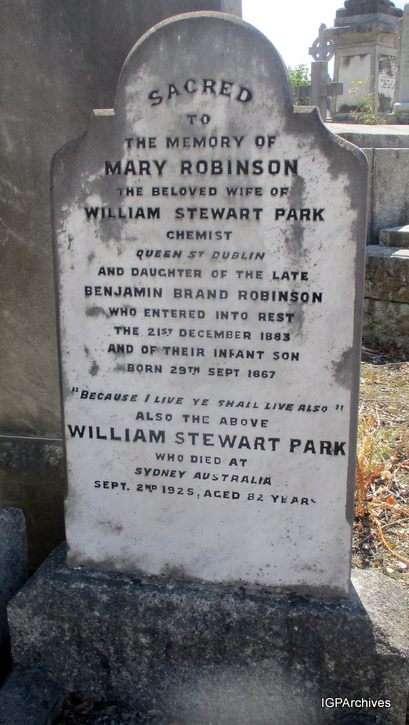 SACRED
TO
THE MEMORY OF
MARY ROBINSON
THE BELOVED WIFE OF
WILLIAM STEWART PARK
CHEMIST
QUEEN ST DUBLIN
AND DAUGHTER OF THE LATE
BENJAMIN BRAND ROBINSON
WHO ENTERED INTO REST
THE 21ST DECEMBER 1883
AND OF THEIR INFANT SON
BORN 29TH SEPT 1867
"BECAUSE I LIVE YE SHALL LIVE ALSO"
ALSO THE ABOVE
WILLIAM STEWART PARK
WHO DIED AT
SYDNEY AUSTRALIA
SEPT. 2ND 1925, AGED 82 YEARS
IGPArchives